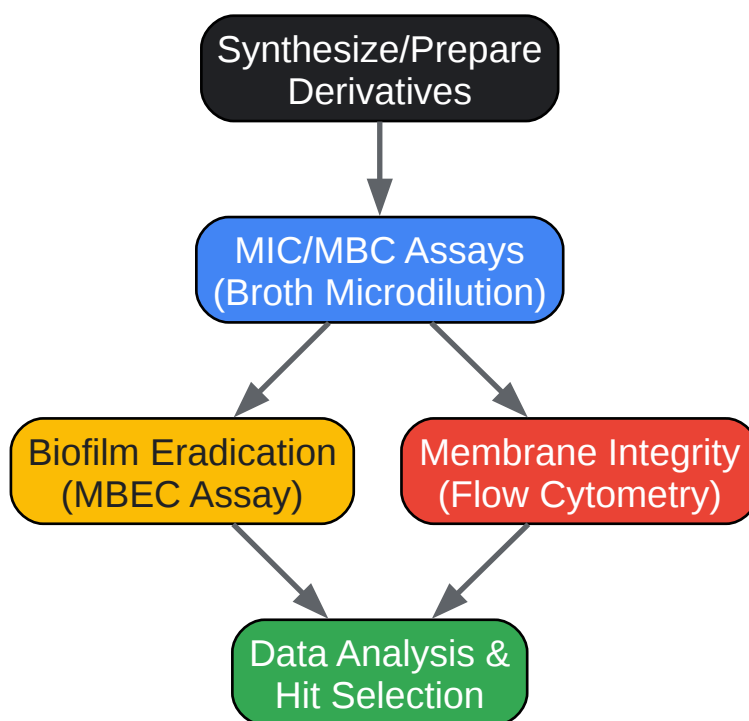 Synthesize/Prepare
Derivatives
MIC/MBC Assays
(Broth Microdilution)
Biofilm Eradication
(MBEC Assay)
Membrane Integrity
(Flow Cytometry)
Data Analysis &
Hit Selection